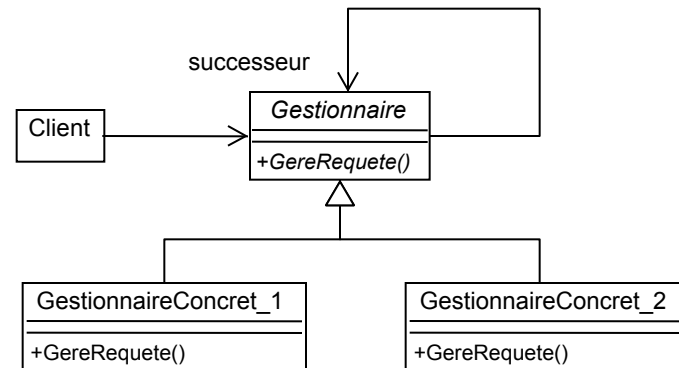 successeur
Gestionnaire
Client
+GereRequete()
GestionnaireConcret_1
GestionnaireConcret_2
+GereRequete()
+GereRequete()